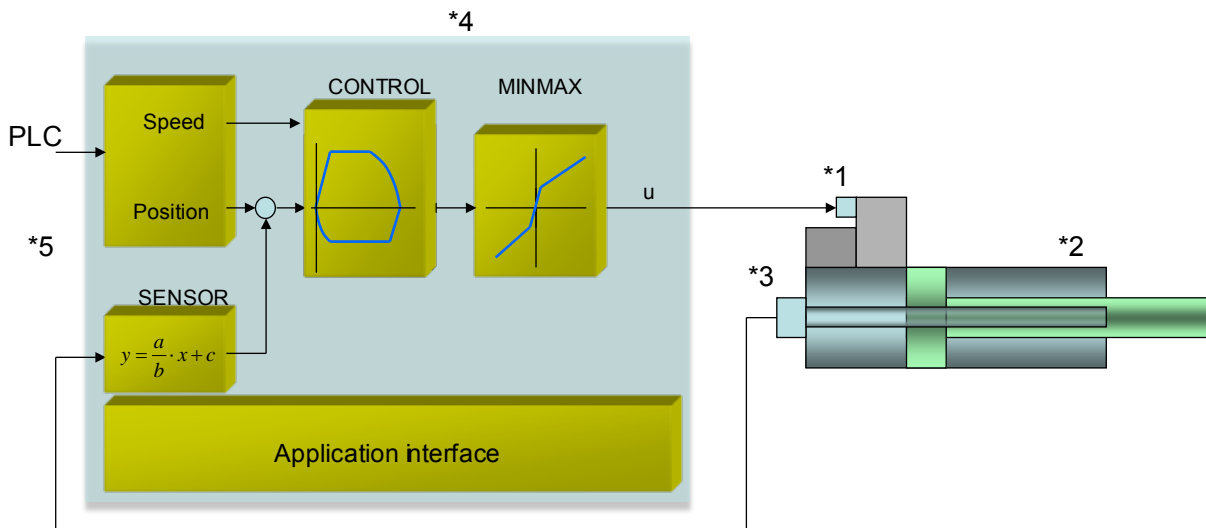 *4
CONTROL
MINMAX
Speed
PLC
Position
u
*1
*5
*2
*3
SENSOR
y = a/b · x + c
Application interface